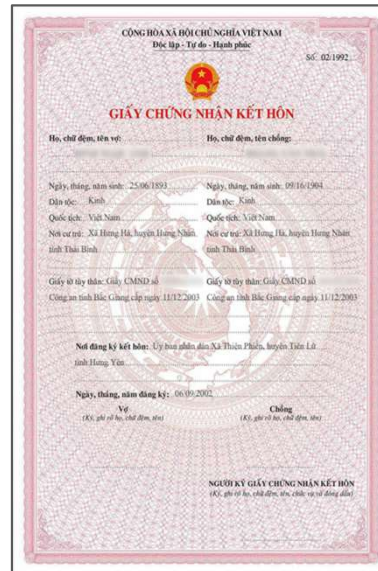 CỘNG HÒA XÃ HỘI CHỦ NGHĨA VIỆT NAM
Độc lập - Tự do - Hạnh phúc
Số: 02/1992
GIẤY CHỨNG NHẬN KẾT HÔN
Họ, chữ đệm, tên vợ: Họ, chữ đệm, tên chồng:
Ngày, tháng, năm sinh: 25/06/1893 Ngày, tháng, năm sinh: 09/16/1904
Dân tộc: Kinh Dân tộc: Kinh
Quốc tịch: Việt Nam Quốc tịch: Việt Nam
Nơi cư trú: Xã Hưng Hà, huyện Hưng Nhân Nơi cư trú: Xã Hưng Hà, huyện Hưng Nhân
tỉnh Thái Bình tỉnh Thái Bình
Giấy tờ tùy thân: Giấy CMND số Giấy tờ tùy thân: Giấy CMND số
Công an tỉnh Bắc Giang cấp ngày 11/12/2003 Công an tỉnh Bắc Giang cấp ngày 11/12/2003
Nơi đăng ký kết hôn: Ủy ban nhân dân Xã Thiện Phiến, huyện Tiên Lữ
tỉnh Hưng Yên
Ngày, tháng, năm đăng ký: 06/09/2002
Vợ Chồng
(Ký, ghi rõ họ, chữ đệm, tên) (Ký, ghi rõ họ, chữ đệm, tên)
NGƯỜI KÝ GIẤY CHỨNG NHẬN KẾT HÔN
(Ký, ghi rõ họ, chữ đệm, tên, chức vụ và đóng dấu)